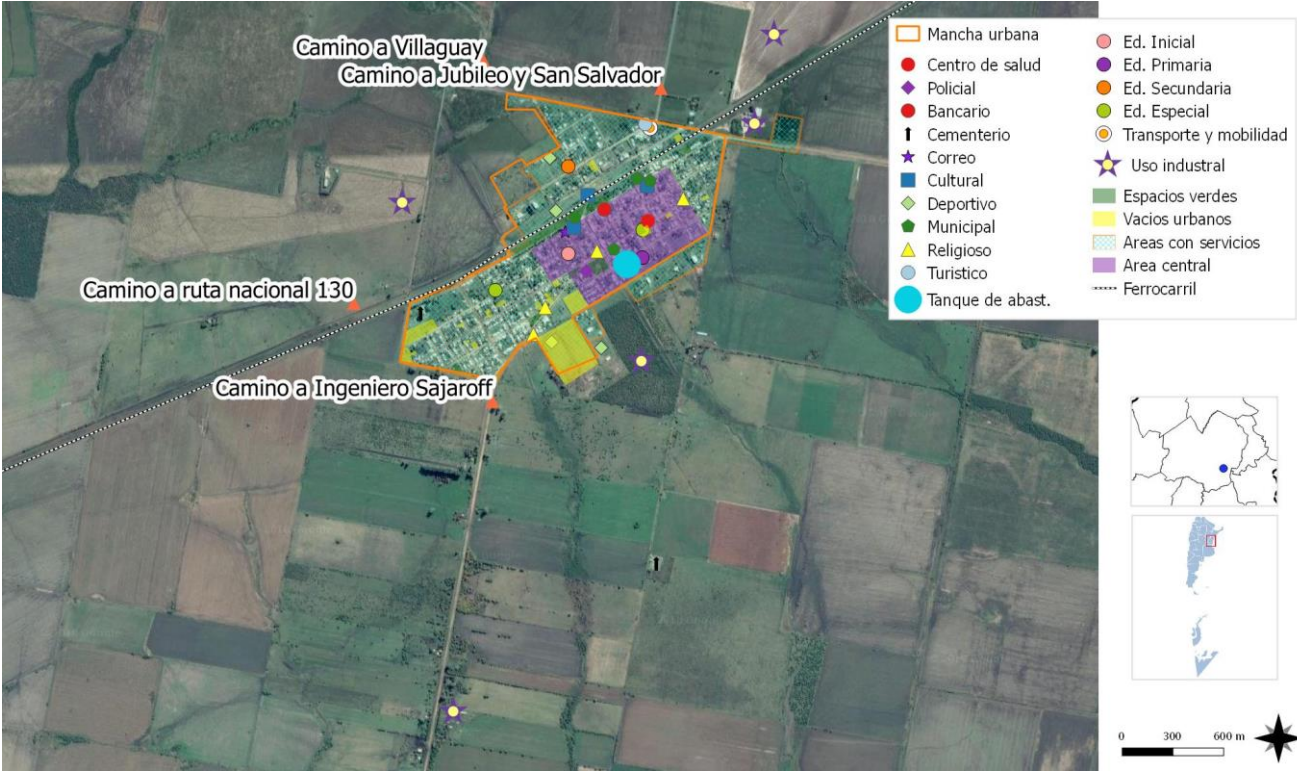 Camino a Villaguay
Camino a Jubileo y San Salvador
Camino a ruta nacional 130
Camino a Ingeniero Sajaroff
Mancha urbana
Centro de salud
Policial
Bancario
Cementerio
Correo
Cultural
Deportivo
Municipal
Religioso
Turistico
Tanque de abast.
Ed. Inicial
Ed. Primaria
Ed. Secundaria
Ed. Especial
Transporte y mobilidad
Uso industral
Espacios verdes
Vacios urbanos
Areas con servicios
Area central
Ferrocarril
0 300 600 m